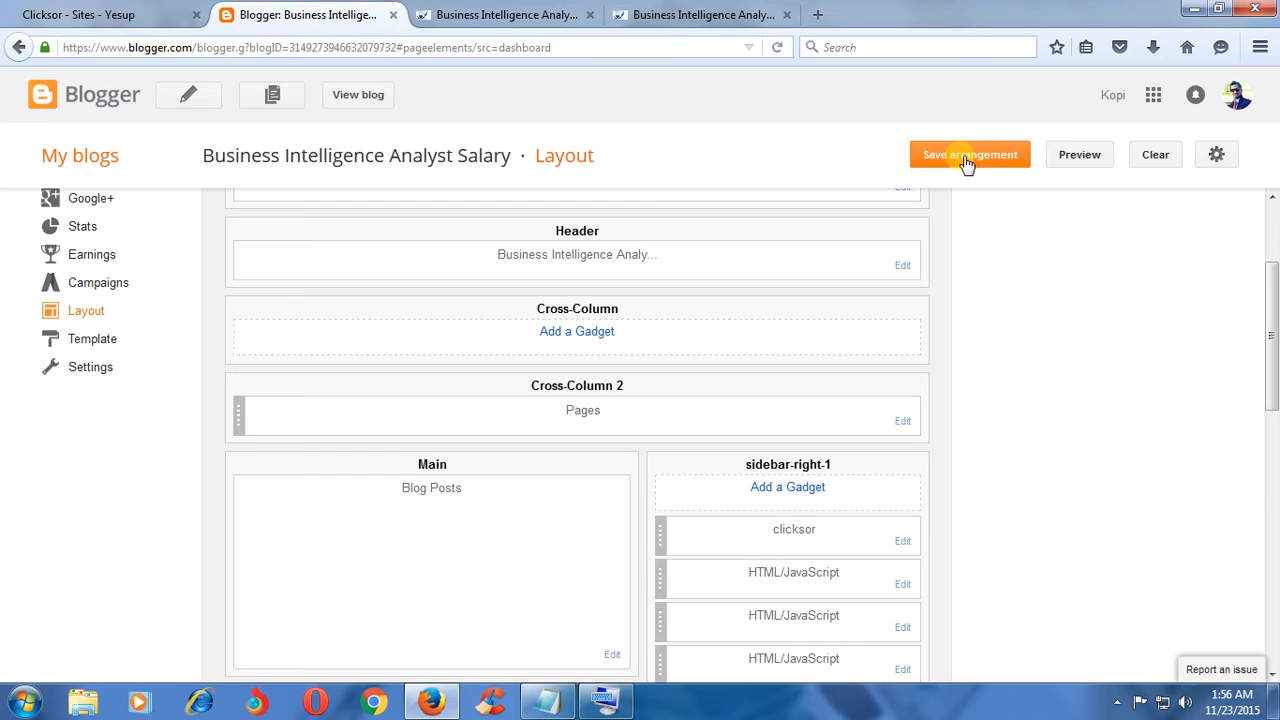 Clicksor - Sites - Yesup
Blogger: Business Intellige...
Business Intelligence Analy...
Business Intelligence Analy...
https://www.blogger.com/blogger.g?blogID=3149273946632079732#pageelements/src=dashboard
Search
Blogger
View blog
Kopi
My blogs
Business Intelligence Analyst Salary · Layout
Save arrangement
Preview
Clear
Google+
Stats
Earnings
Campaigns
Layout
Template
Settings
Edit
Header
Business Intelligence Analy...
Edit
Cross-Column
Add a Gadget
Cross-Column 2
Pages
Edit
Main
Blog Posts
Edit
sidebar-right-1
Add a Gadget
clicksor
Edit
HTML/JavaScript
Edit
HTML/JavaScript
Edit
HTML/JavaScript
Edit
Report an issue
1:56 AM
11/23/2015